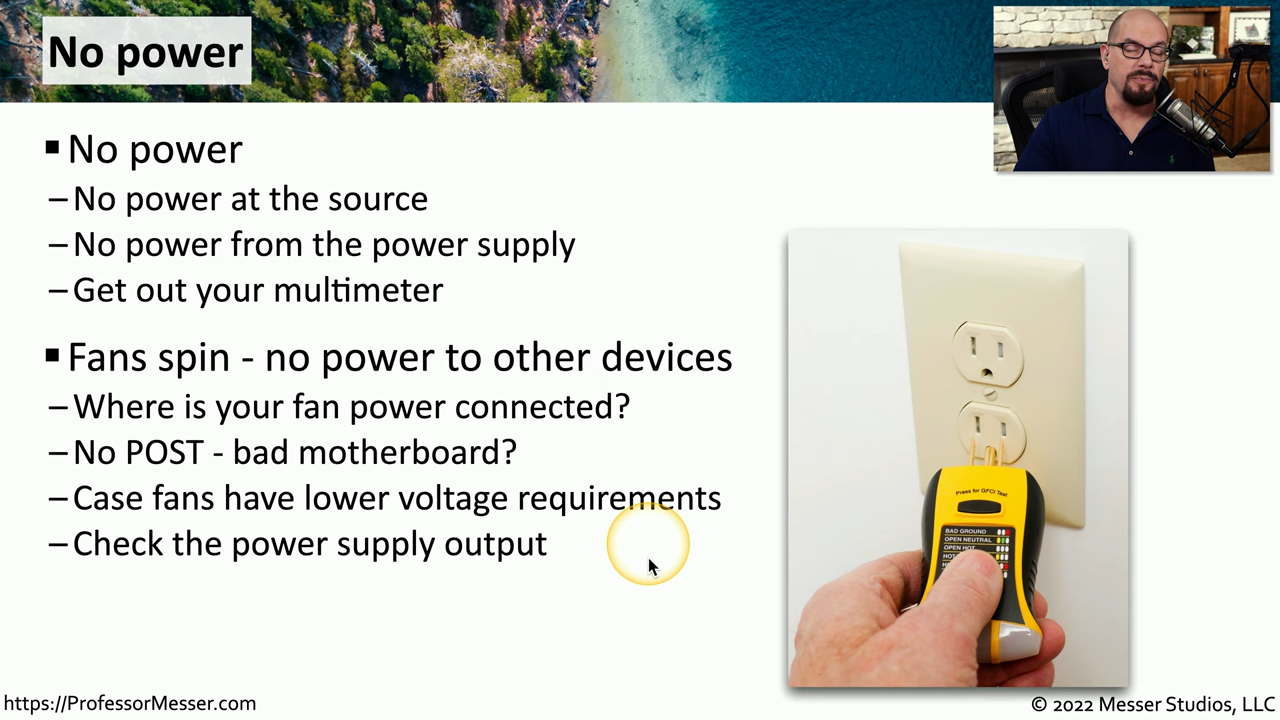 No power
▪ No power
– No power at the source
– No power from the power supply
– Get out your multimeter
▪ Fans spin - no power to other devices
– Where is your fan power connected?
– No POST - bad motherboard?
– Case fans have lower voltage requirements
– Check the power supply output
Press for GFCI Test
BAD GROUND
OPEN NEUTRAL
OPEN HOT
https://ProfessorMesser.com
© 2022 Messer Studios, LLC